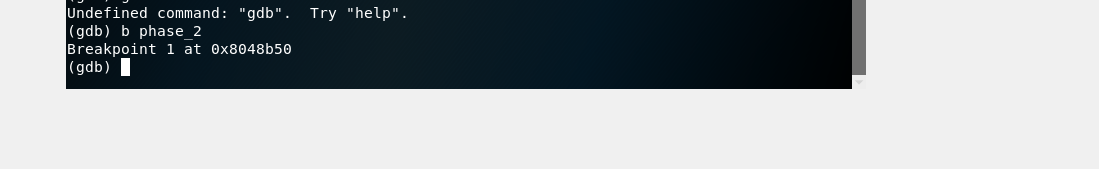 Undefined command: "gdb".  Try "help".
(gdb) b phase_2
Breakpoint 1 at 0x8048b50
(gdb)